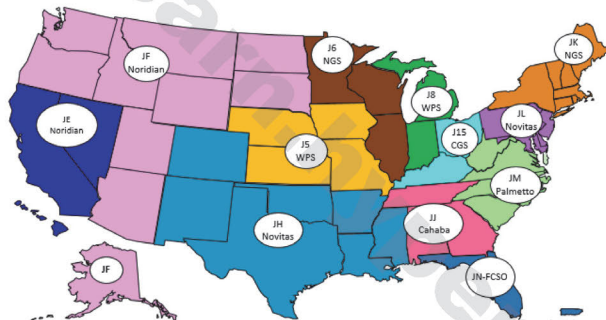 J6
NGS
JK
NGS
JF
Noridian
J8
WPS
JL
Novitas
JE
Noridian
J15
CGS
J5
WPS
JM
Palmetto
JH
Novitas
JJ
Cahaba
JF
JN-FCSO